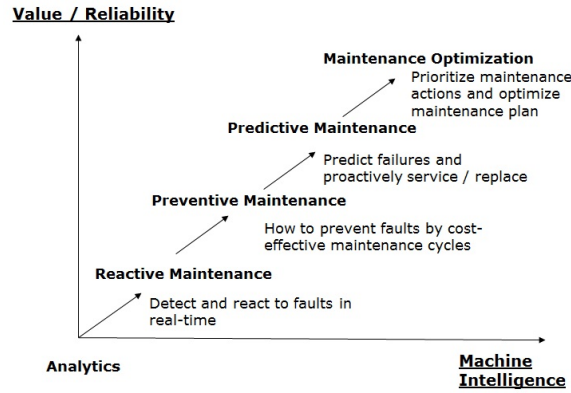 Value / Reliability
Maintenance Optimization
Prioritize maintenance
actions and optimize
maintenance plan
Predictive Maintenance
Predict failures and
proactively service / replace
Preventive Maintenance
How to prevent faults by cost-
effective maintenance cycles
Reactive Maintenance
Detect and react to faults in
real-time
Analytics
Machine
Intelligence